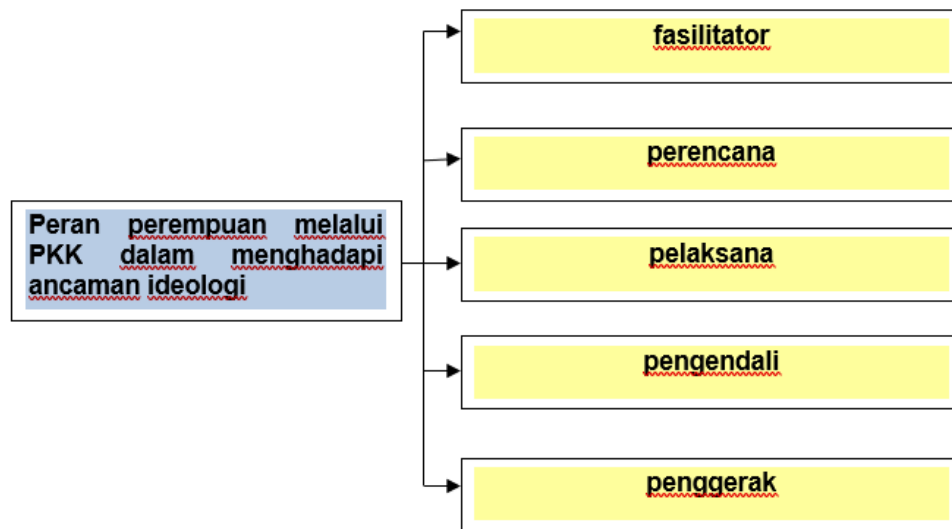 fasilitator
perencana
Peran perempuan melalui
PKK dalam menghadapi
ancaman ideologi
pelaksana
pengendali
penggerak